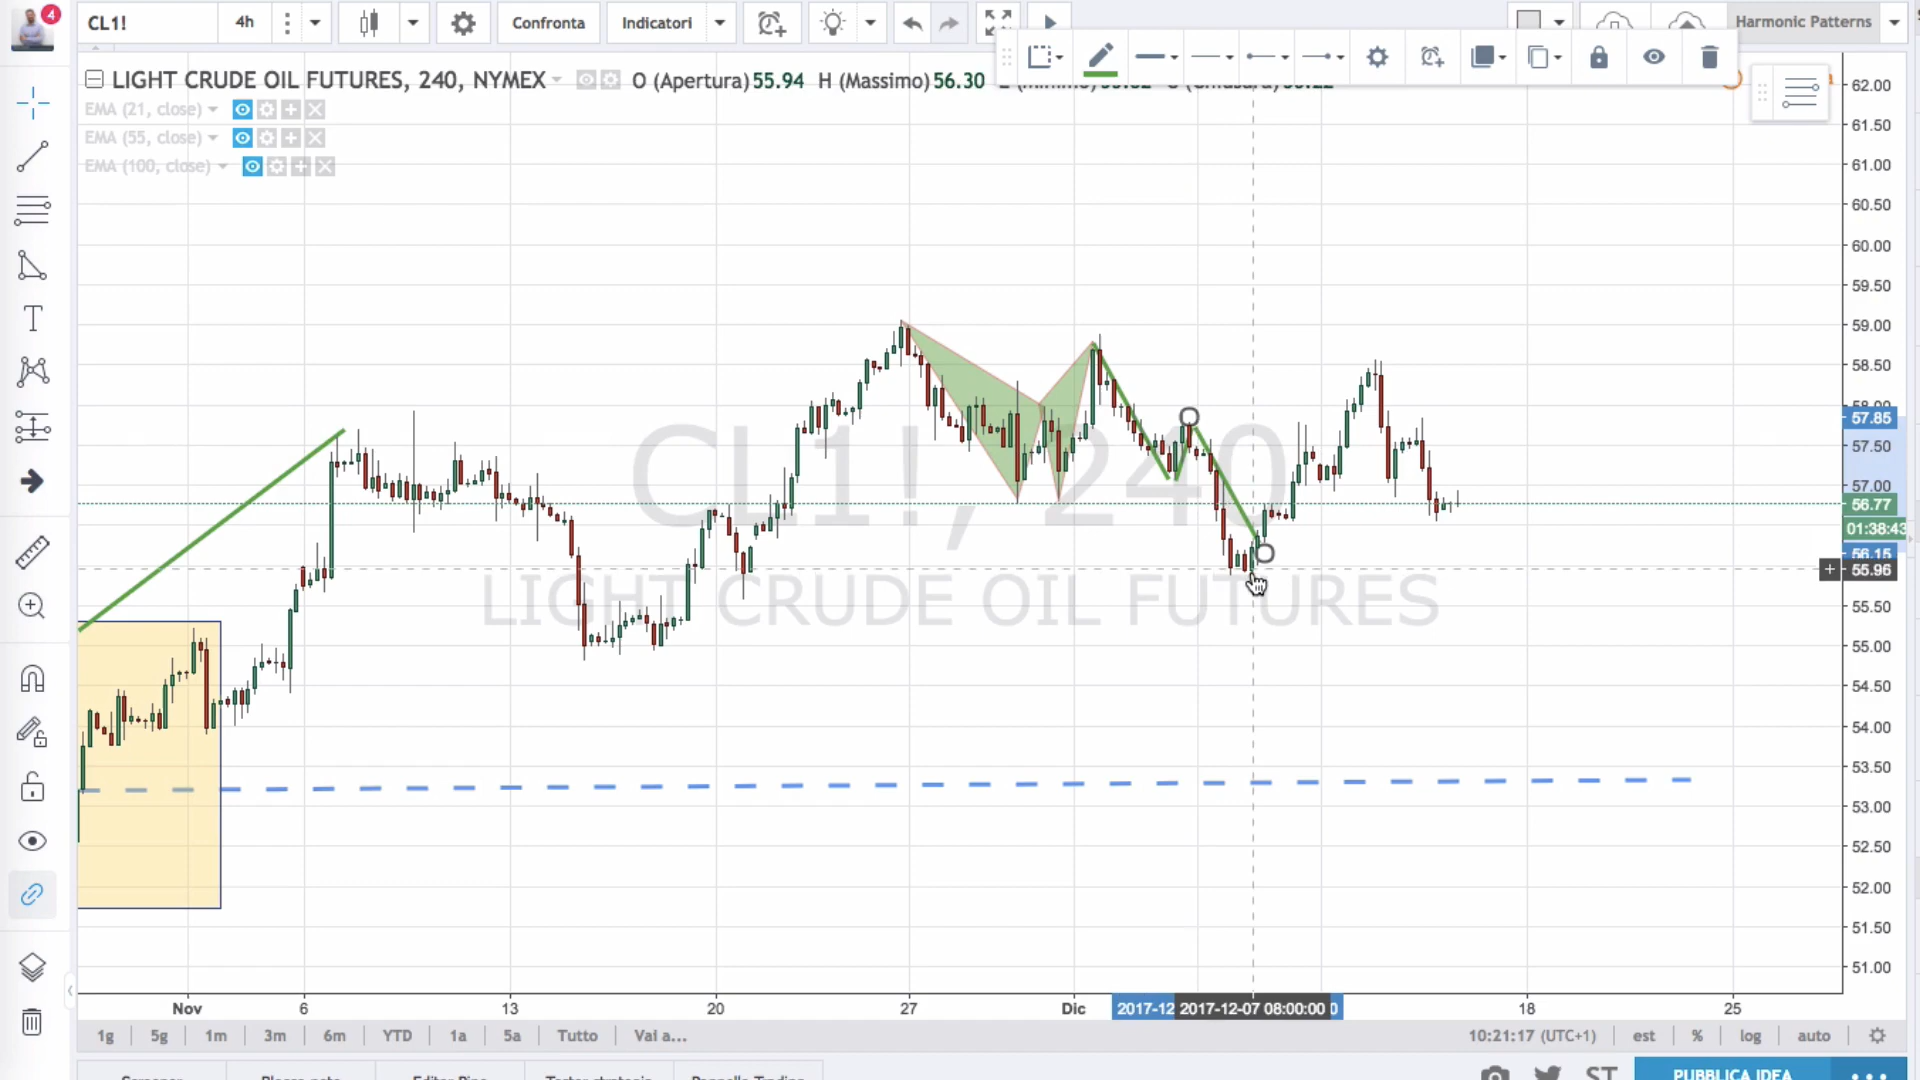 4
CL1!
4h
Confronta
Indicatori
Harmonic Patterns
LIGHT CRUDE OIL FUTURES, 240, NYMEX
O (Apertura) 55.94 H (Massimo) 56.30
EMA (21, close)
EMA (55, close)
EMA (100, close)
CL1!, 240
LIGHT CRUDE OIL FUTURES
62.00
61.50
61.00
60.50
60.00
59.50
59.00
58.50
58.00
57.85
57.50
57.00
56.77
01:38:43
56.15
55.96
55.50
55.00
54.50
54.00
53.50
53.00
52.50
52.00
51.50
51.00
Nov
6
13
20
27
Dic
2017-12
2017-12-07 08:00:00
0
18
25
1g
5g
1m
3m
6m
YTD
1a
5a
Tutto
Vai a...
10:21:17 (UTC+1)
est
%
log
auto
PUBBLICA IDEA